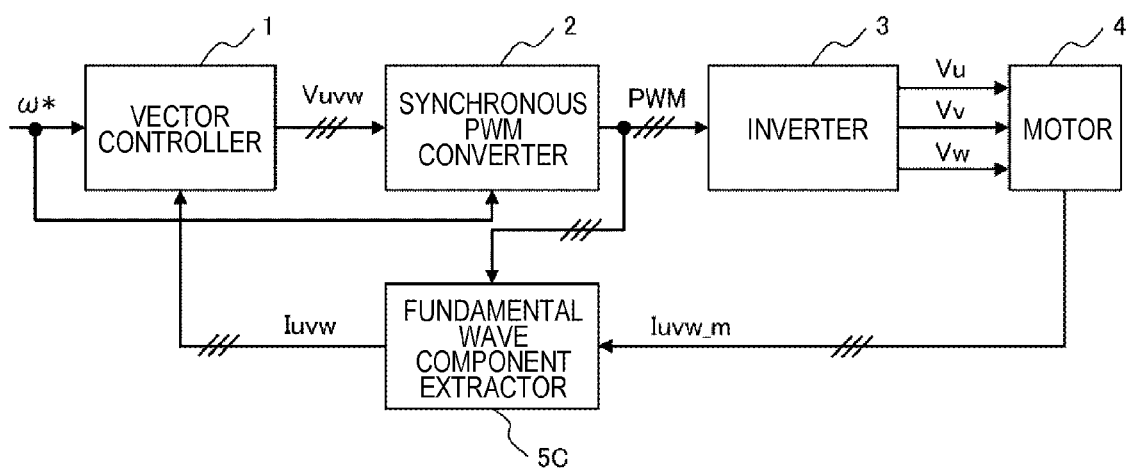 1
2
3
4
ω*
VECTOR
CONTROLLER
Vuvw
SYNCHRONOUS
PWM
CONVERTER
PWM
INVERTER
Vu
Vv
Vw
MOTOR
Iuvw
FUNDAMENTAL
WAVE
COMPONENT
EXTRACTOR
Iuvw_m
5C